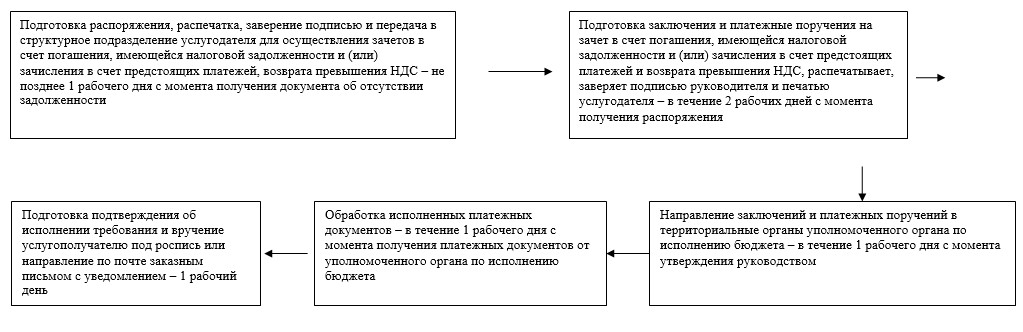 Подготовка распоряжения, распечатка, заверение подписью и передача в
структурное подразделение услугодателя для осуществления зачетов в
счет погашения, имеющейся налоговой задолженности и (или)
зачисления в счет предстоящих платежей, возврата превышения НДС – не
позднее 1 рабочего дня с момента получения документа об отсутствии
задолженности
Подготовка заключения и платежные поручения на
зачет в счет погашения, имеющейся налоговой
задолженности и (или) зачисления в счет предстоящих
платежей и возврата превышения НДС, распечатывает,
заверяет подписью руководителя и печатью
услугодателя – в течение 2 рабочих дней с момента
получения распоряжения
Направление заключений и платежных поручений в
территориальные органы уполномоченного органа по
исполнению бюджета – в течение 1 рабочего дня с момента
утверждения руководством
Обработка исполненных платежных
документов – в течение 1 рабочего дня с
момента получения платежных документов от
уполномоченного органа по исполнению
бюджета
Подготовка подтверждения об
исполнении требования и вручение
услугополучателю под роспись или
направление по почте заказным
письмом с уведомлением – 1 рабочий
день